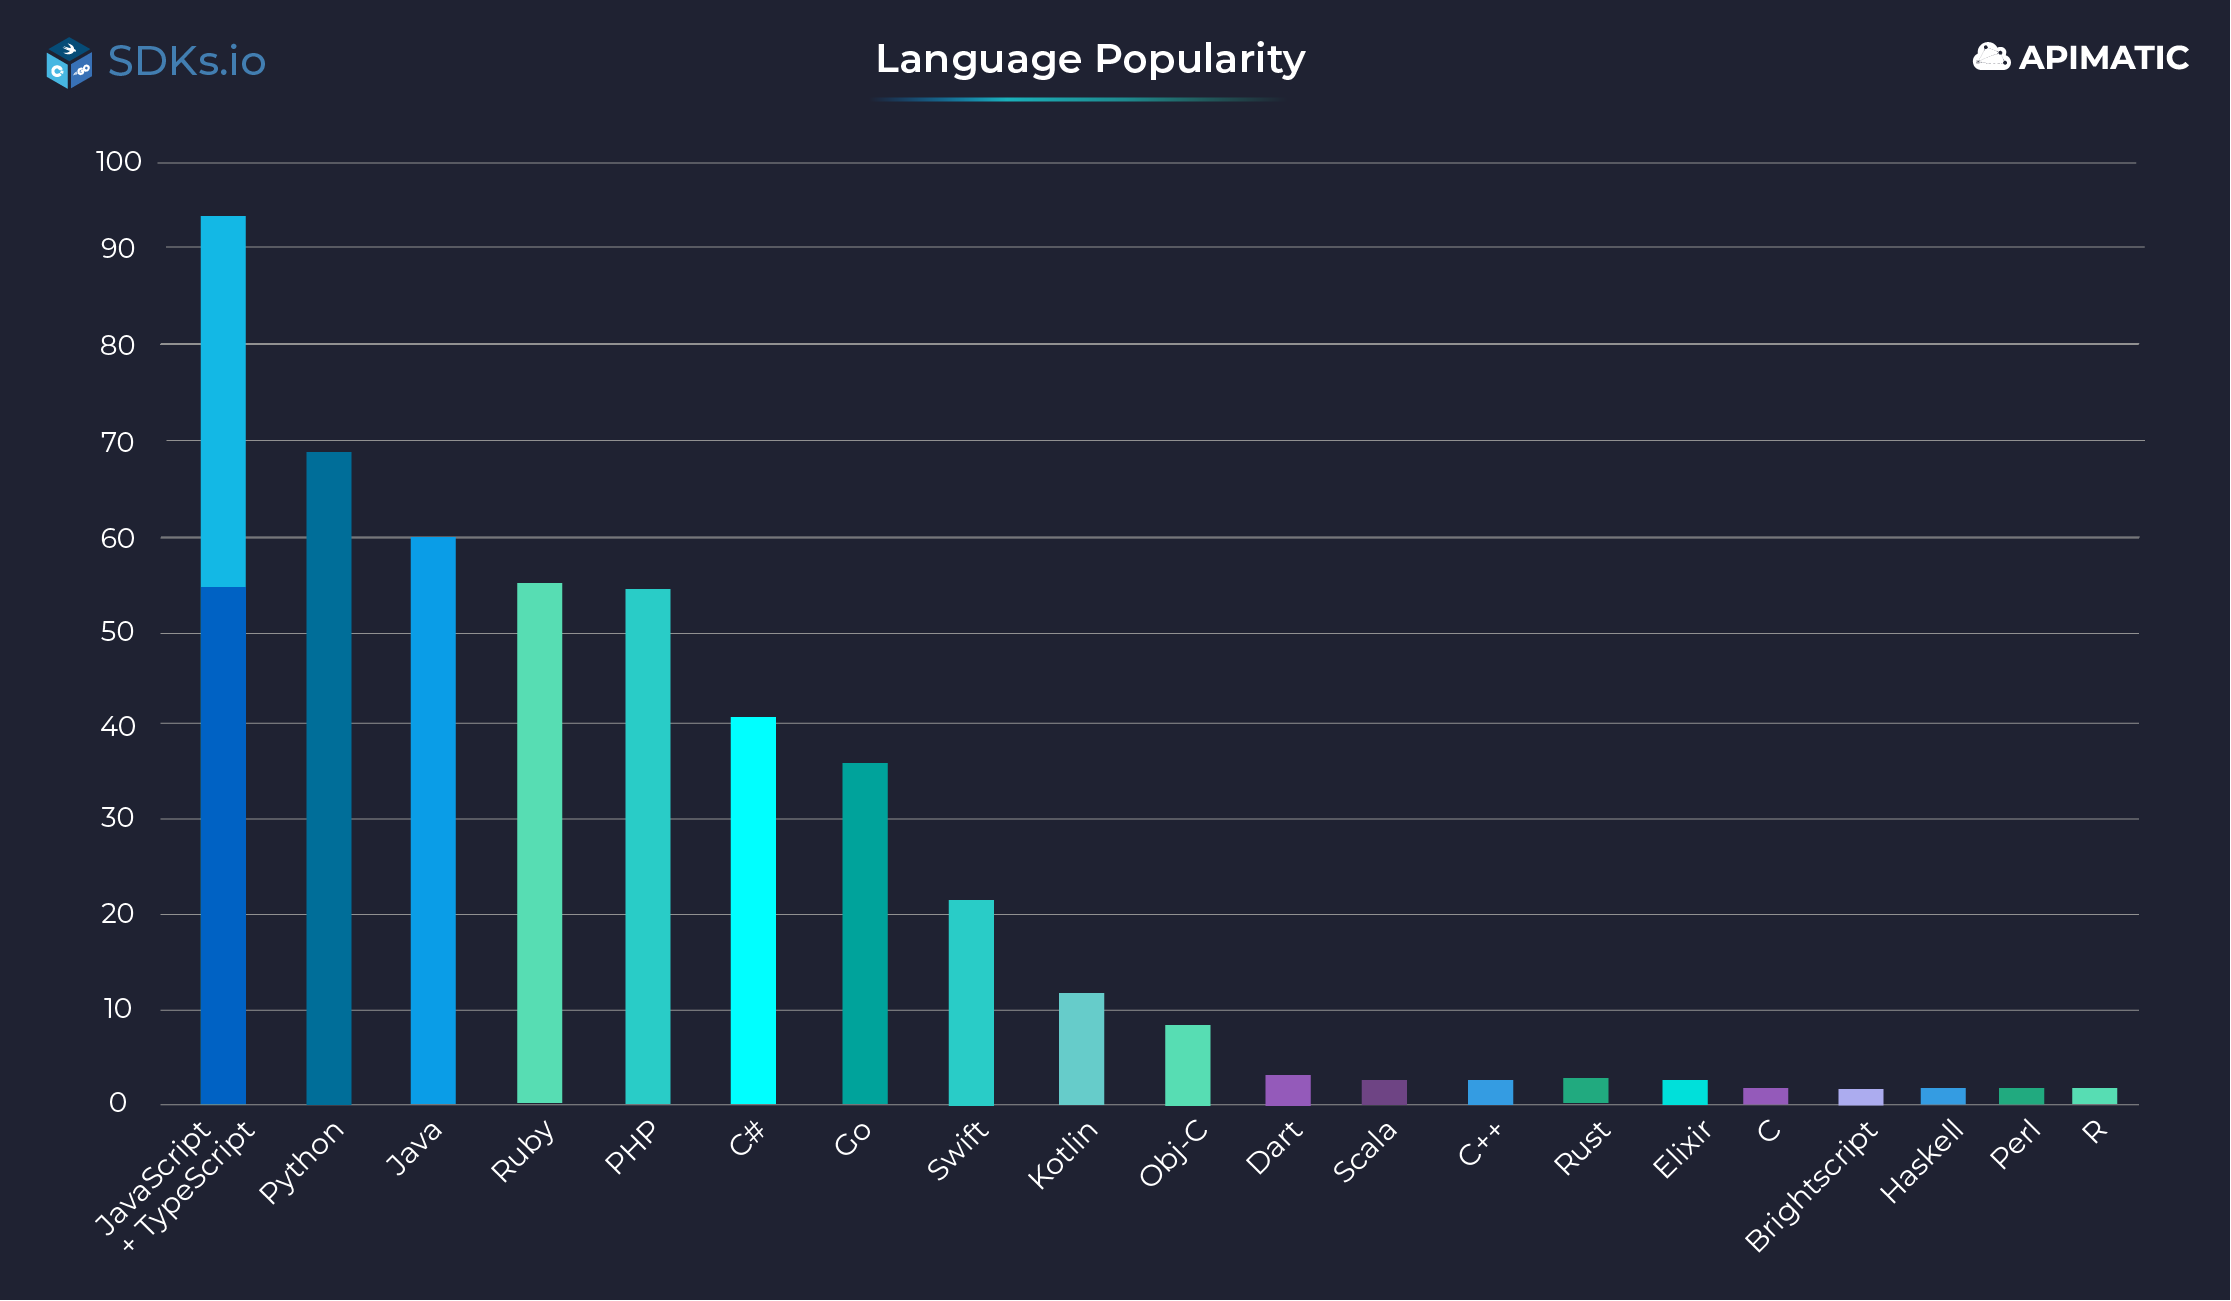 SDKs.io
Language Popularity
APIMATIC
100
90
80
70
60
50
40
30
20
10
0
JavaScript
+ TypeScript
Python
Java
Ruby
PHP
C#
Go
Swift
Kotlin
Obj-C
Dart
Scala
C++
Rust
Elixir
C
Brightscript
Haskell
Perl
R